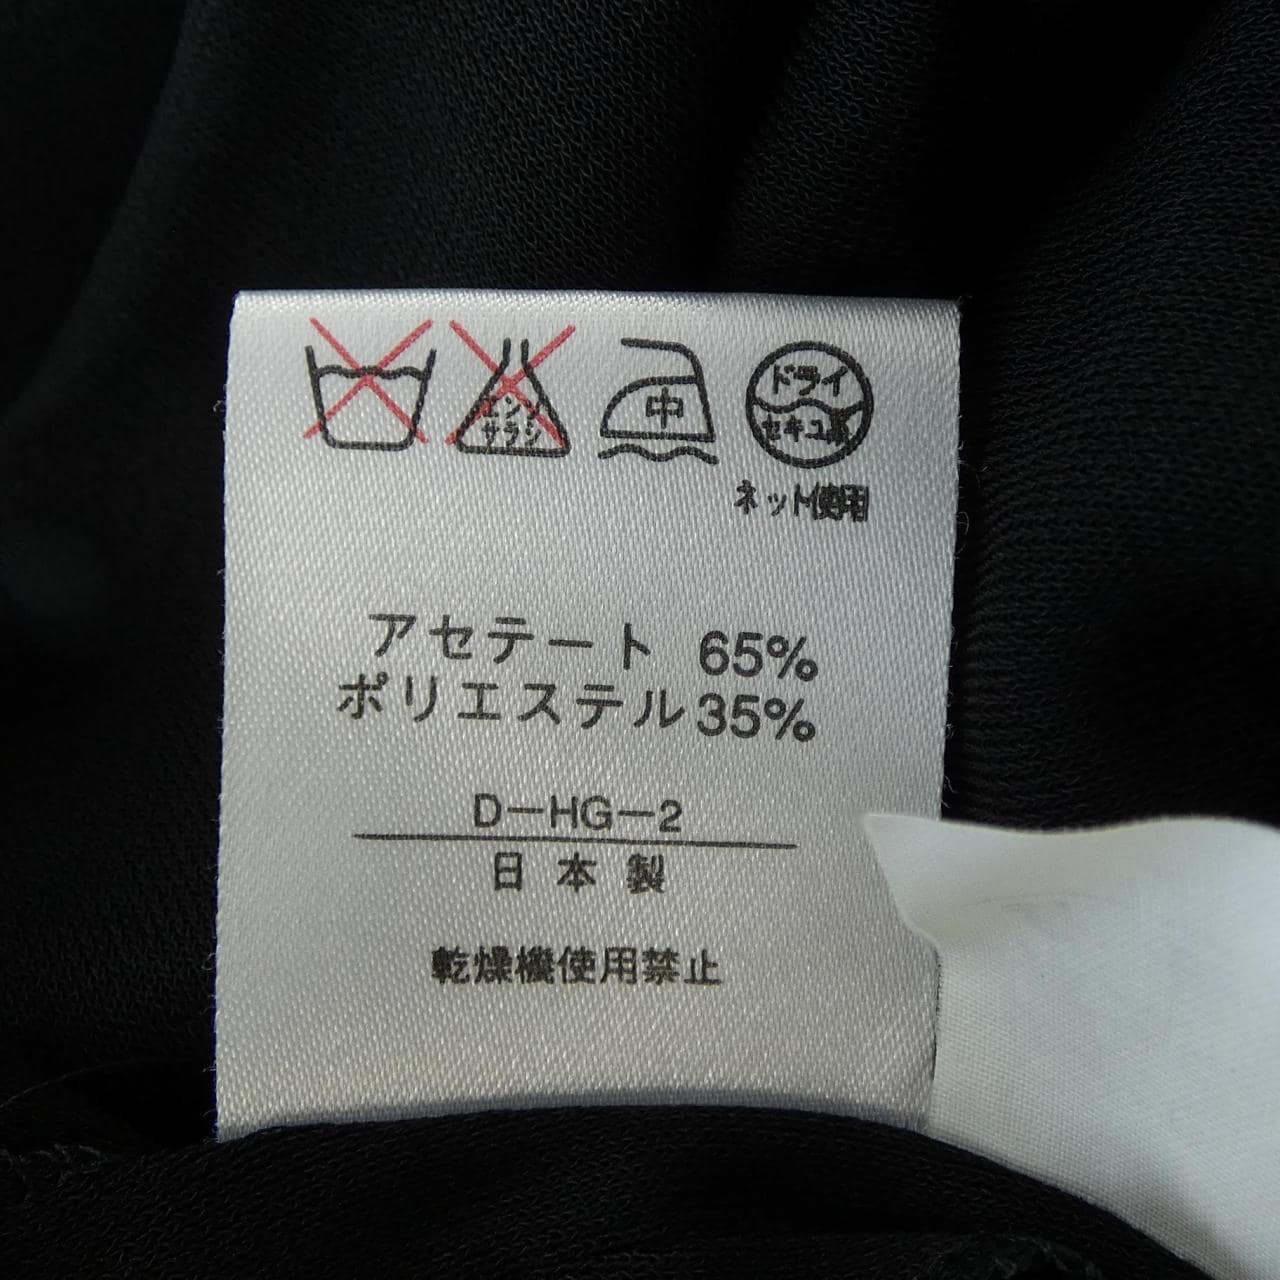 エンソ
サラシ
中
ドライ
セキユ系
ネット使用
アセテート 65%
ポリエステル 35%
D-HG-2
日本製
乾燥機使用禁止